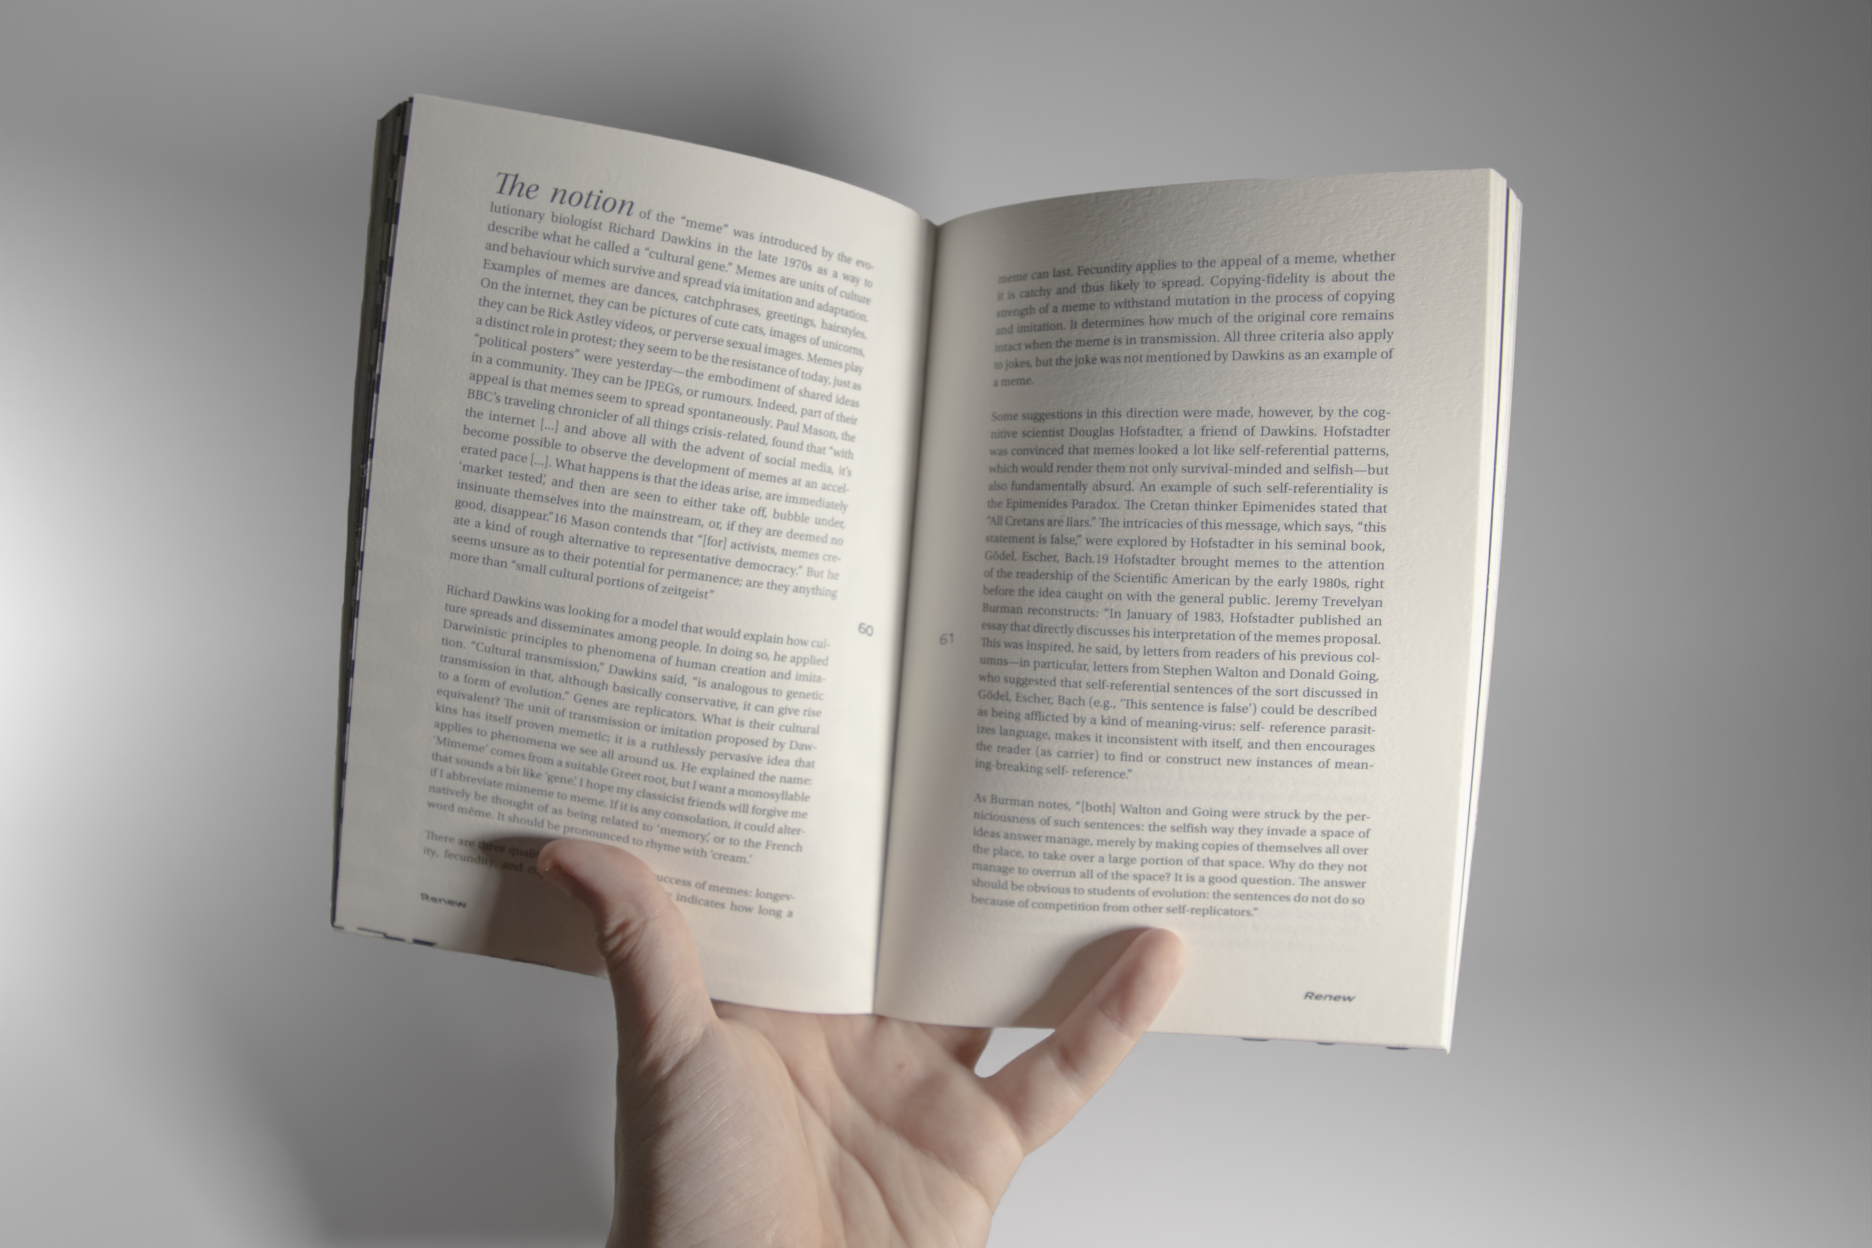 The notion of the “meme” was introduced by the evo-
lutionary biologist Richard Dawkins in the late 1970s as a way to
describe what he called a “cultural gene.” Memes are units of culture
and behaviour which survive and spread via imitation and adaptation.
Examples of memes are dances, catchphrases, greetings, hairstyles.
On the internet, they can be pictures of cute cats, images of unicorns,
they can be Rick Astley videos, or perverse sexual images. Memes play
a distinct role in protest; they seem to be the resistance of today, just as
“political posters” were yesterday—the embodiment of shared ideas
in a community. They can be JPEGs, or rumours. Indeed, part of their
appeal is that memes seem to spread spontaneously. Paul Mason, the
BBC’s traveling chronicler of all things crisis-related, found that “with
the internet [...] and above all with the advent of social media, it’s
become possible to observe the development of memes at an accel-
erated pace [...]. What happens is that the ideas arise, are immediately
‘market tested,’ and then are seen to either take off, bubble under,
insinuate themselves into the mainstream, or, if they are deemed no
good, disappear.”16 Mason contends that “[for] activists, memes cre-
ate a kind of rough alternative to representative democracy.” But he
seems unsure as to their potential for permanence; are they anything
more than “small cultural portions of zeitgeist”
Richard Dawkins was looking for a model that would explain how cul-
ture spreads and disseminates among people. In doing so, he applied
Darwinistic principles to phenomena of human creation and imita-
tion. “Cultural transmission,” Dawkins said, “is analogous to genetic
transmission in that, although basically conservative, it can give rise
to a form of evolution.” Genes are replicators. What is their cultural
equivalent? The unit of transmission or imitation proposed by Daw-
kins has itself proven memetic; it is a ruthlessly pervasive idea that
applies to phenomena we see all around us. He explained the name:
‘Mimeme’ comes from a suitable Greet root, but I want a monosyllable
that sounds a bit like ‘gene.’ I hope my classicist friends will forgive me
if I abbreviate mimeme to meme. If it is any consolation, it could alter-
natively be thought of as being related to ‘memory,’ or to the French
word même. It should be pronounced to rhyme with ‘cream.’
There are three success of memes: longev-
ity, fecundity, and indicates how long a
Renew
60
61
meme can last. Fecundity applies to the appeal of a meme, whether
it is catchy and thus likely to spread. Copying-fidelity is about the
strength of a meme to withstand mutation in the process of copying
and imitation. It determines how much of the original core remains
intact when the meme is in transmission. All three criteria also apply
to jokes, but the joke was not mentioned by Dawkins as an example of
a meme.
Some suggestions in this direction were made, however, by the cog-
nitive scientist Douglas Hofstadter, a friend of Dawkins. Hofstadter
was convinced that memes looked a lot like self-referential patterns,
which would render them not only survival-minded and selfish—but
also fundamentally absurd. An example of such self-referentiality is
the Epimenides Paradox. The Cretan thinker Epimenides stated that
“All Cretans are liars.” The intricacies of this message, which says, “this
statement is false,” were explored by Hofstadter in his seminal book,
Gödel, Escher, Bach.19 Hofstadter brought memes to the attention
of the readership of the Scientific American by the early 1980s, right
before the idea caught on with the general public. Jeremy Trevelyan
Burman reconstructs: “In January of 1983, Hofstadter published an
essay that directly discusses his interpretation of the memes proposal.
This was inspired, he said, by letters from readers of his previous col-
umns—in particular, letters from Stephen Walton and Donald Going,
who suggested that self-referential sentences of the sort discussed in
Gödel, Escher, Bach (e.g., ‘This sentence is false’) could be described
as being afflicted by a kind of meaning-virus: self- reference parasit-
izes language, makes it inconsistent with itself, and then encourages
the reader (as carrier) to find or construct new instances of mean-
ing-breaking self- reference.”
As Burman notes, “[both] Walton and Going were struck by the per-
niciousness of such sentences: the selfish way they invade a space of
ideas answer manage, merely by making copies of themselves all over
the place, to take over a large portion of that space. Why do they not
manage to overrun all of the space? It is a good question. The answer
should be obvious to students of evolution: the sentences do not do so
because of competition from other self-replicators.”
Renew